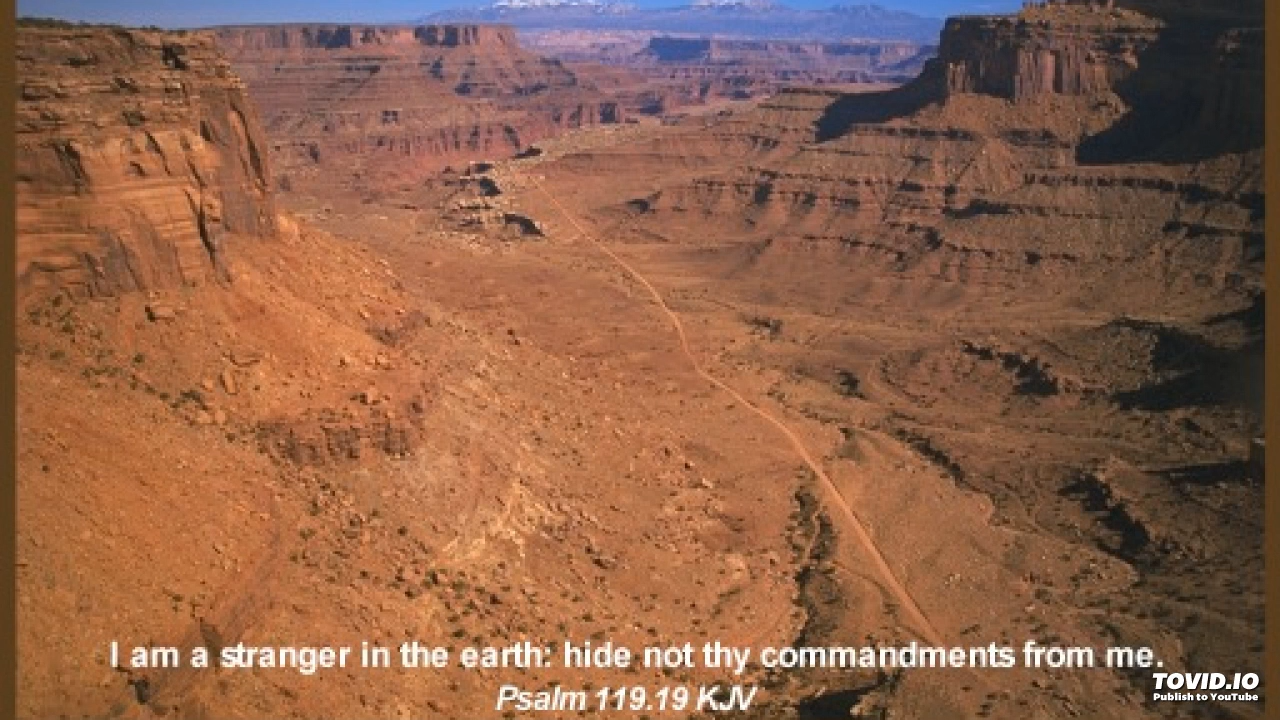 I am a stranger in the earth: hide not thy commandments from me.
Psalm 119.19 KJV
TOVID.IO
Publish to YouTube